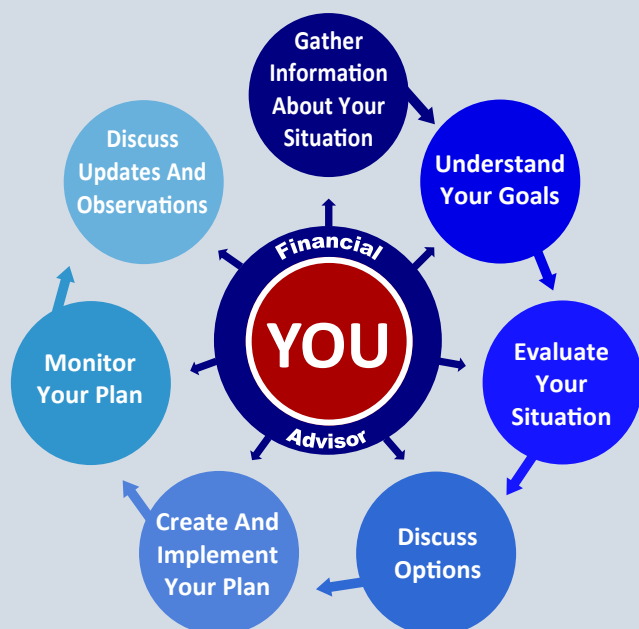 Gather
Information
About Your
Situation
Understand
Your Goals
Evaluate
Your
Situation
Discuss
Options
Create And
Implement
Your Plan
Monitor
Your Plan
Discuss
Updates And
Observations
Financial
YOU
Advisor